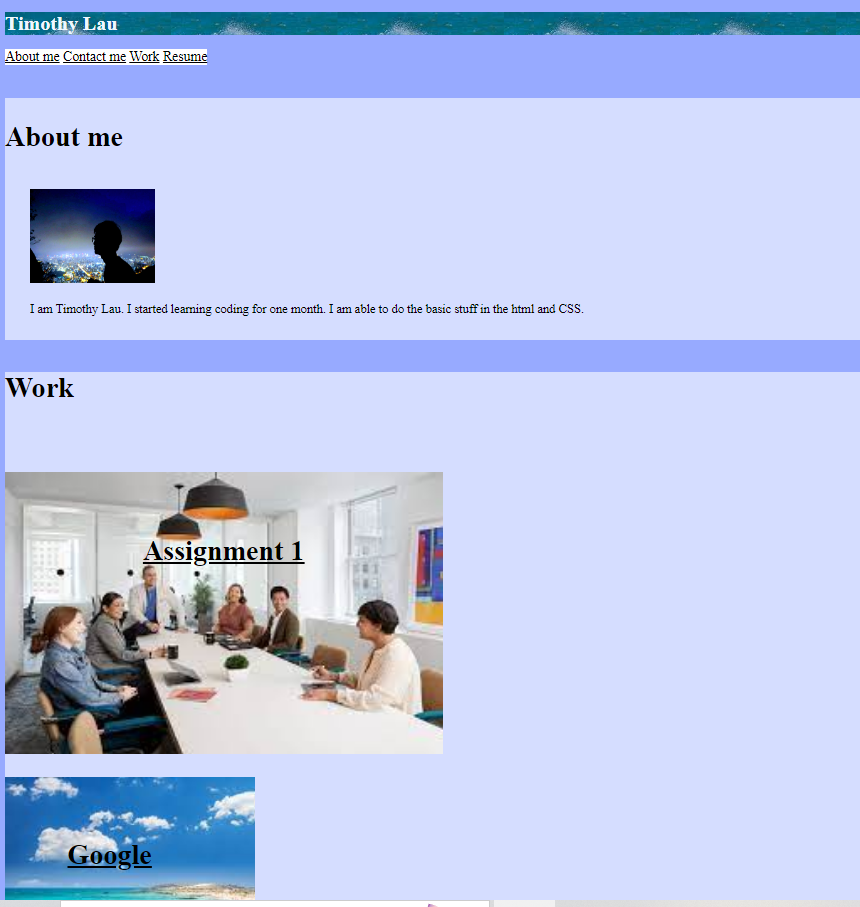 Timothy Lau
About me Contact me Work Resume
About me
I am Timothy Lau. I started learning coding for one month. I am able to do the basic stuff in the html and CSS.
Work
Assignment 1
Google